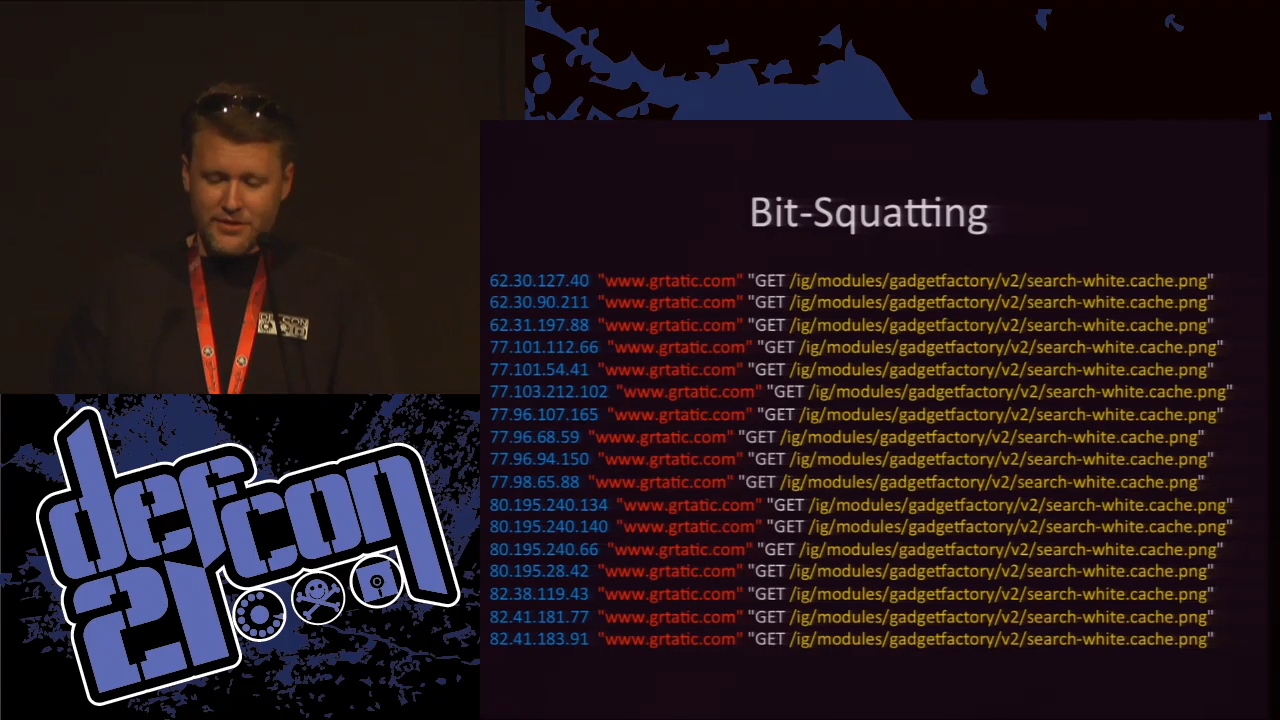 DEFCON
Bit-Squatting
62.30.127.40 "www.grtatic.com" "GET /ig/modules/gadgetfactory/v2/search-white.cache.png"
62.30.90.211 "www.grtatic.com" "GET /ig/modules/gadgetfactory/v2/search-white.cache.png"
62.31.197.88 "www.grtatic.com" "GET /ig/modules/gadgetfactory/v2/search-white.cache.png"
77.101.112.66 "www.grtatic.com" "GET /ig/modules/gadgetfactory/v2/search-white.cache.png"
77.101.54.41 "www.grtatic.com" "GET /ig/modules/gadgetfactory/v2/search-white.cache.png"
77.103.212.102 "www.grtatic.com" "GET /ig/modules/gadgetfactory/v2/search-white.cache.png"
77.96.107.165 "www.grtatic.com" "GET /ig/modules/gadgetfactory/v2/search-white.cache.png"
77.96.68.59 "www.grtatic.com" "GET /ig/modules/gadgetfactory/v2/search-white.cache.png"
77.96.94.150 "www.grtatic.com" "GET /ig/modules/gadgetfactory/v2/search-white.cache.png"
77.98.65.88 "www.grtatic.com" "GET /ig/modules/gadgetfactory/v2/search-white.cache.png"
80.195.240.134 "www.grtatic.com" "GET /ig/modules/gadgetfactory/v2/search-white.cache.png"
80.195.240.140 "www.grtatic.com" "GET /ig/modules/gadgetfactory/v2/search-white.cache.png"
80.195.240.66 "www.grtatic.com" "GET /ig/modules/gadgetfactory/v2/search-white.cache.png"
80.195.28.42 "www.grtatic.com" "GET /ig/modules/gadgetfactory/v2/search-white.cache.png"
82.38.119.43 "www.grtatic.com" "GET /ig/modules/gadgetfactory/v2/search-white.cache.png"
82.41.181.77 "www.grtatic.com" "GET /ig/modules/gadgetfactory/v2/search-white.cache.png"
82.41.183.91 "www.grtatic.com" "GET /ig/modules/gadgetfactory/v2/search-white.cache.png"
defcon
21